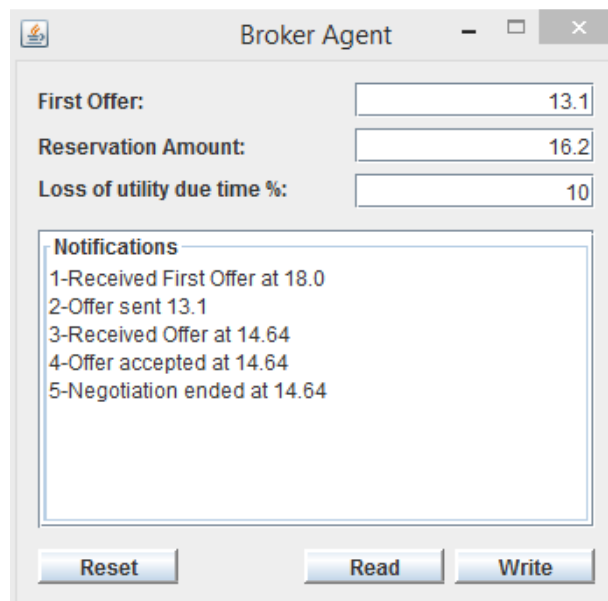 Broker Agent
First Offer: 13.1
Reservation Amount: 16.2
Loss of utility due time %: 10
Notifications
1-Received First Offer at 18.0
2-Offer sent 13.1
3-Received Offer at 14.64
4-Offer accepted at 14.64
5-Negotiation ended at 14.64
Reset Read Write